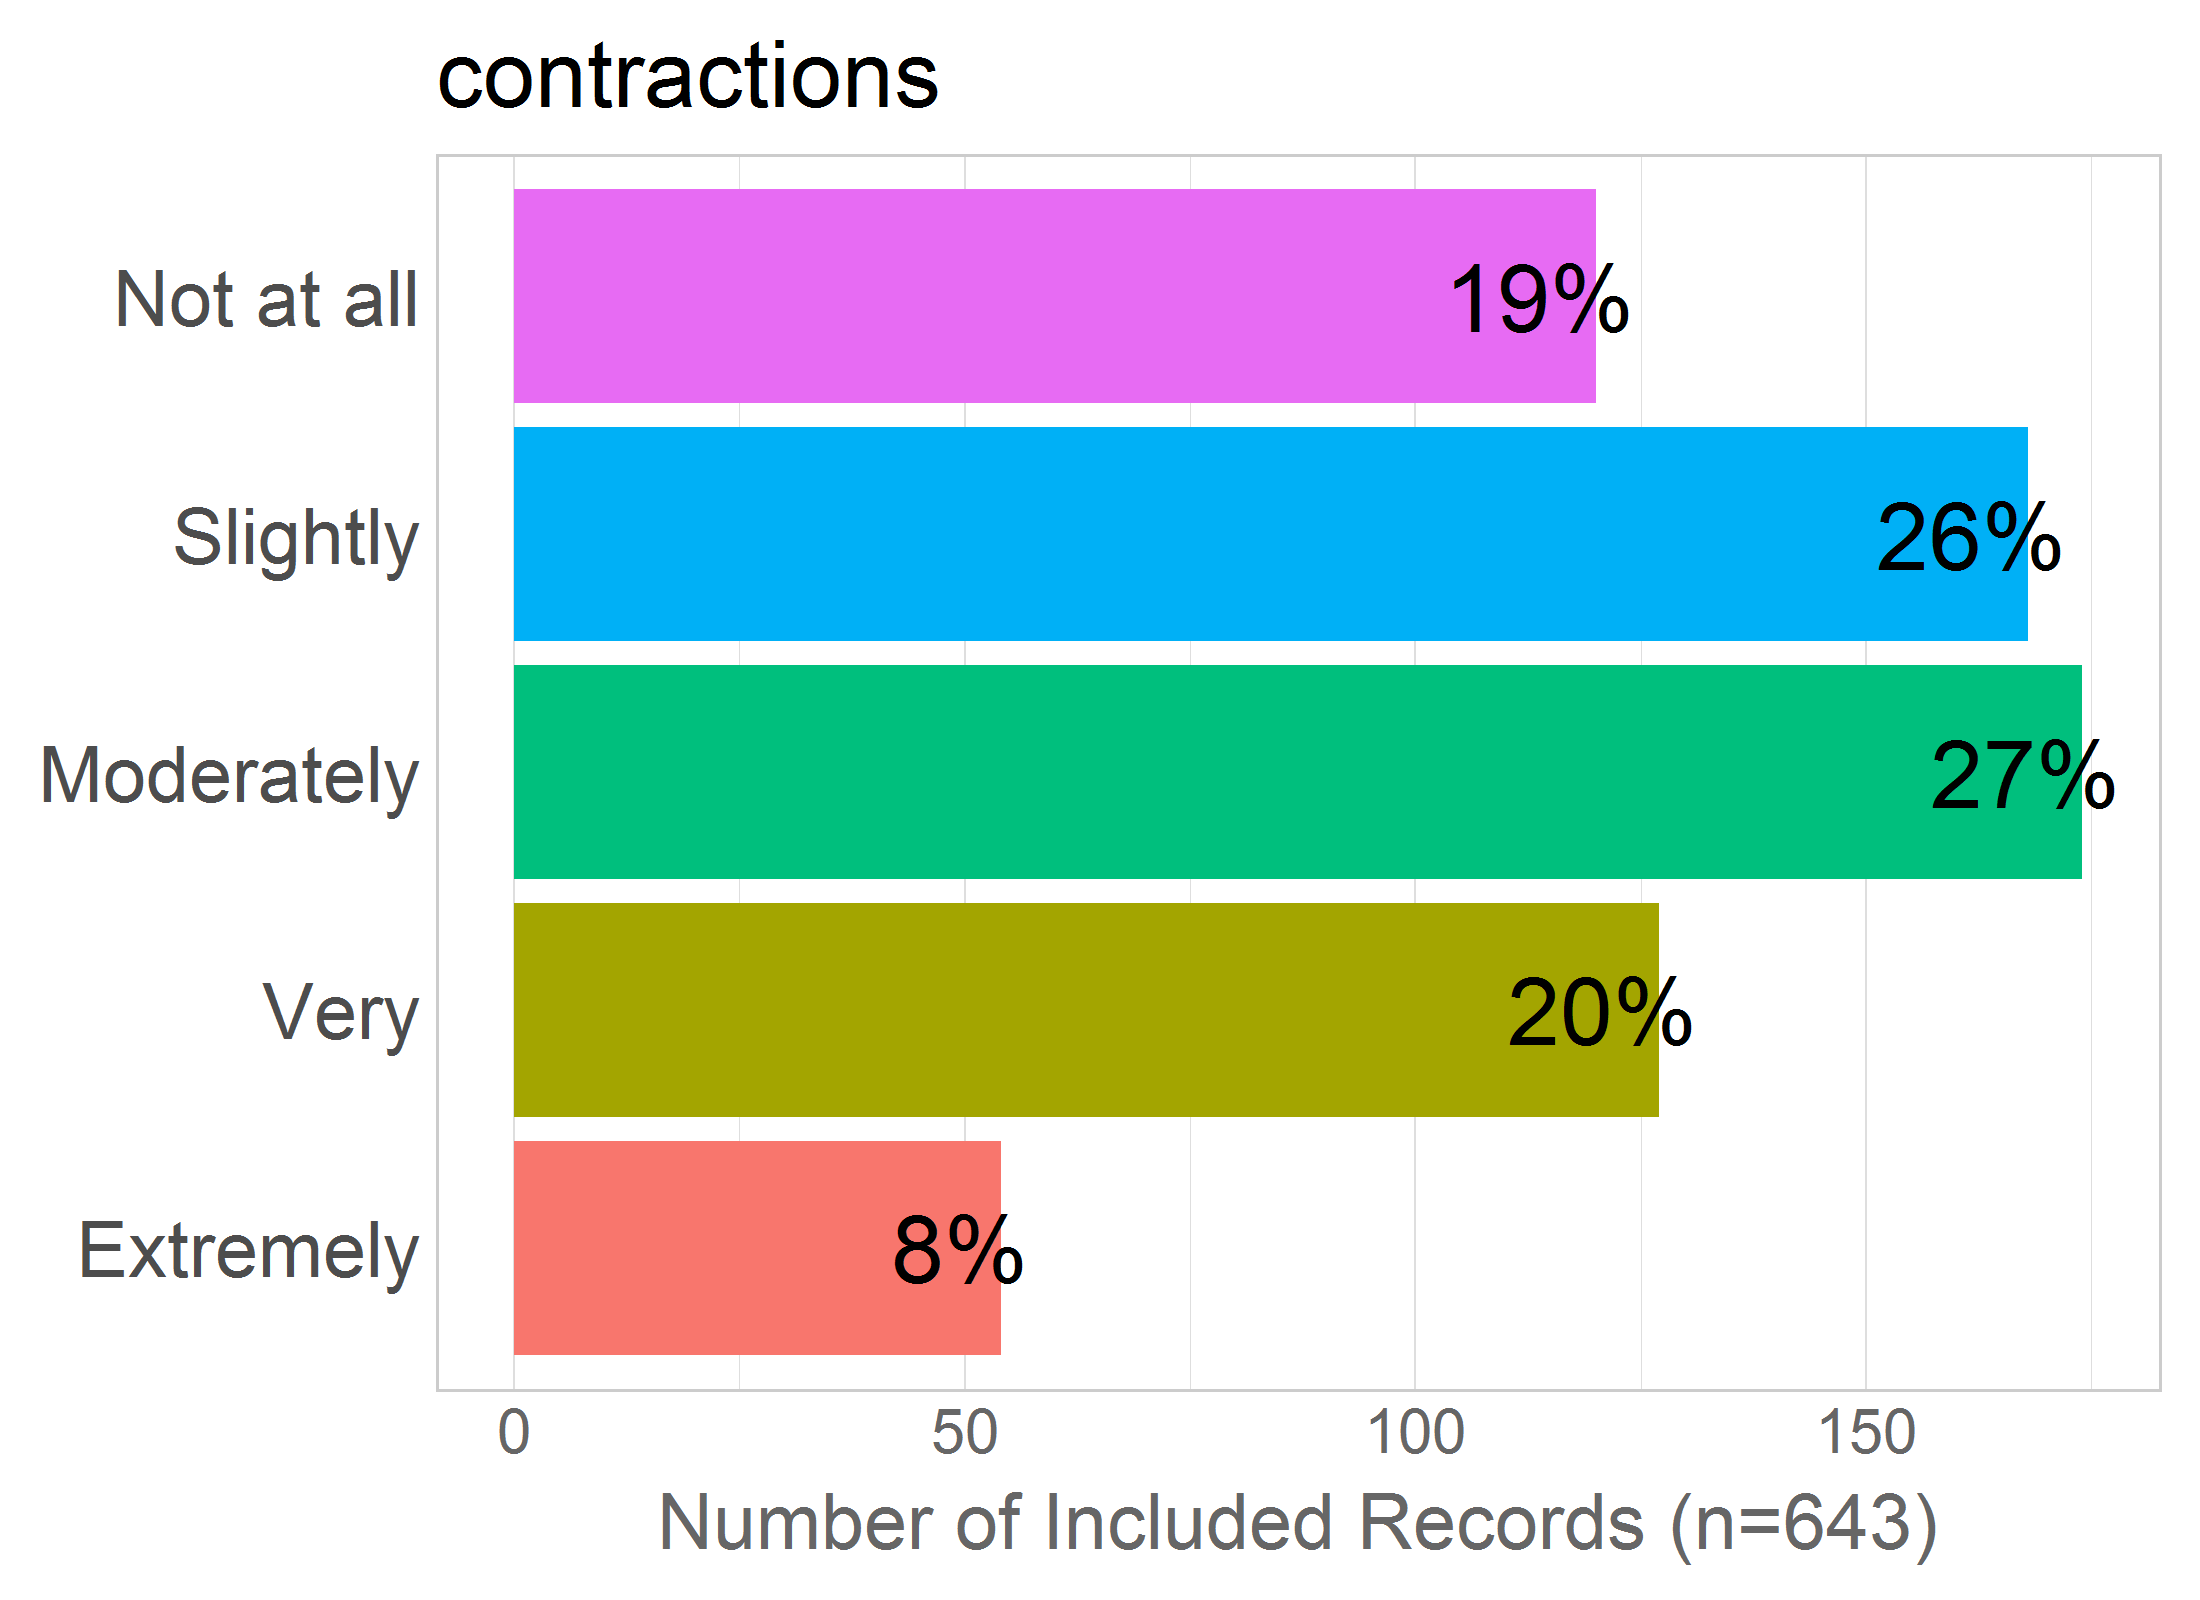 contractions
Not at all
19%
Slightly
26%
Moderately
27%
Very
20%
Extremely
8%
0 50 100 150
Number of Included Records (n=643)